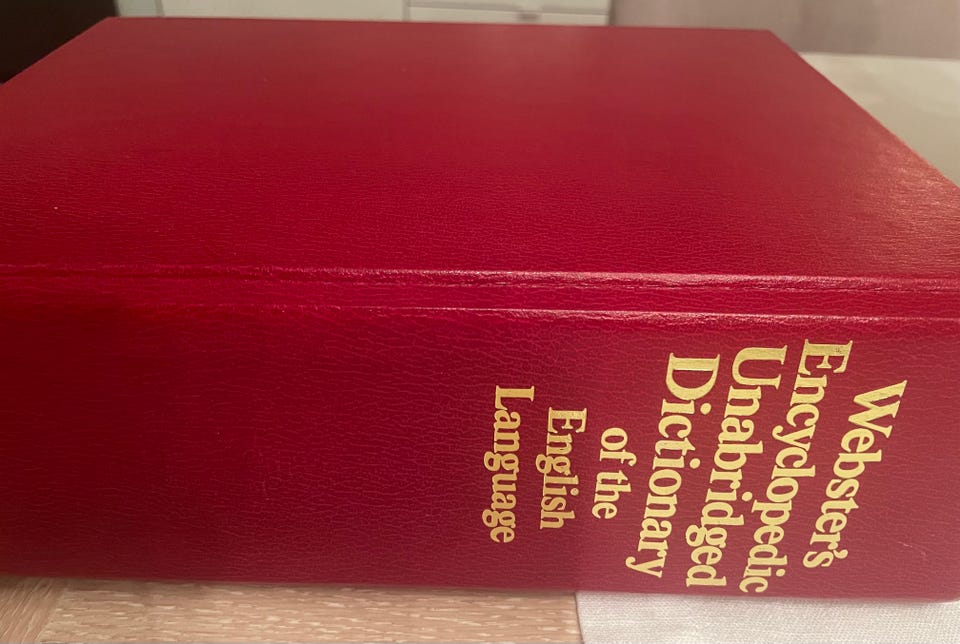 Webster's
Encyclopedic
Unabridged
Dictionary
of the
English
Language